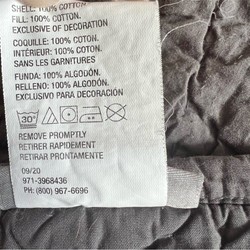 SHELL: 100% COTTON.
FILL: 100% COTTON.
EXCLUSIVE OF DECORATION
COQUILLE: 100% COTON.
INTÉRIEUR: 100% COTON.
SANS LES GARNITURES
FUNDA: 100% ALGODÓN.
RELLENO: 100% ALGODÓN.
EXCLUSIVO PARA DECORACIÓN
30°
REMOVE PROMPTLY
RETIRER RAPIDEMENT
RETIRAR PRONTAMENTE
09/20
971-3968436
PH: (800) 967-6696